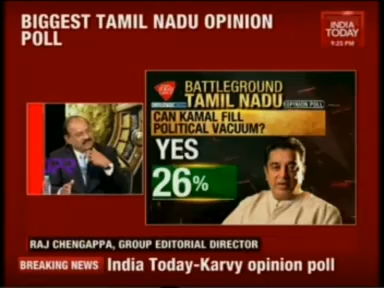 BIGGEST TAMIL NADU OPINION
POLL
INDIA
TODAY
9:25 PM
BATTLEGROUND
TAMIL NADU
OPINION POLL
CAN KAMAL FILL
POLITICAL VACUUM?
YES
26%
RAJ CHENGAPPA, GROUP EDITORIAL DIRECTOR
BREAKING NEWS India Today-Karvy opinion poll